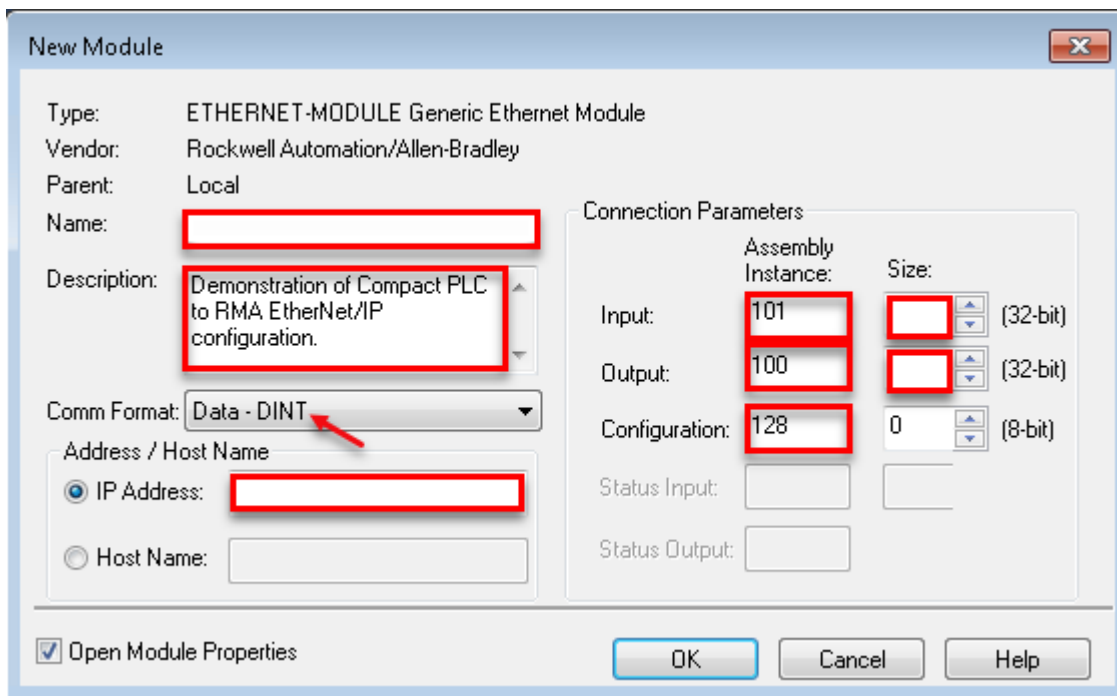 New Module
Type: ETHERNET-MODULE Generic Ethernet Module
Vendor: Rockwell Automation/Allen-Bradley
Parent: Local
Name:
Description: Demonstration of Compact PLC
to RMA EtherNet/IP
configuration.
Comm Format: Data - DINT
Address / Host Name
IP Address:
Host Name:
Connection Parameters
Assembly
Instance: Size:
Input: 101 (32-bit)
Output: 100 (32-bit)
Configuration: 128 0 (8-bit)
Status Input:
Status Output:
Open Module Properties
OK Cancel Help